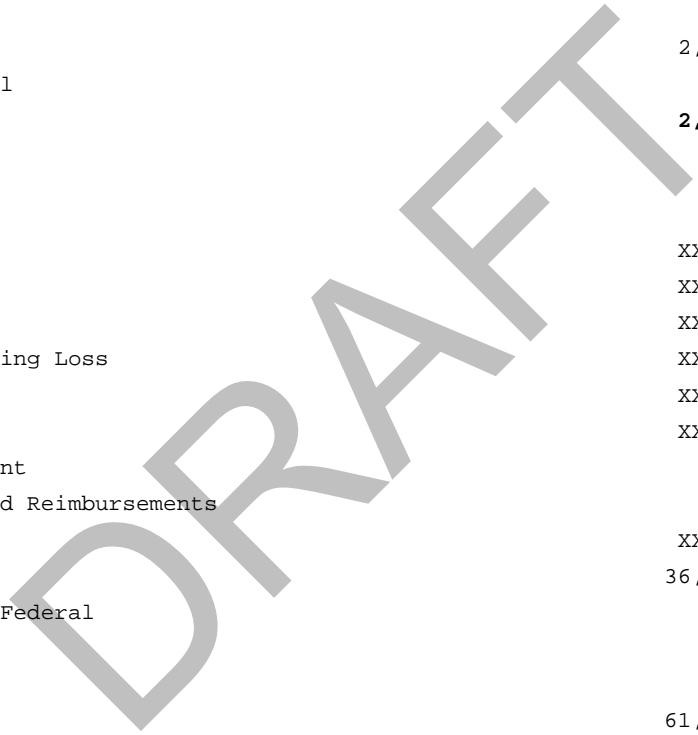 2,
l
2,
XX
XX
XX
ing Loss XX
XX
XX
nt
d Reimbursements
XX
36,
Federal
61,
DRAFT